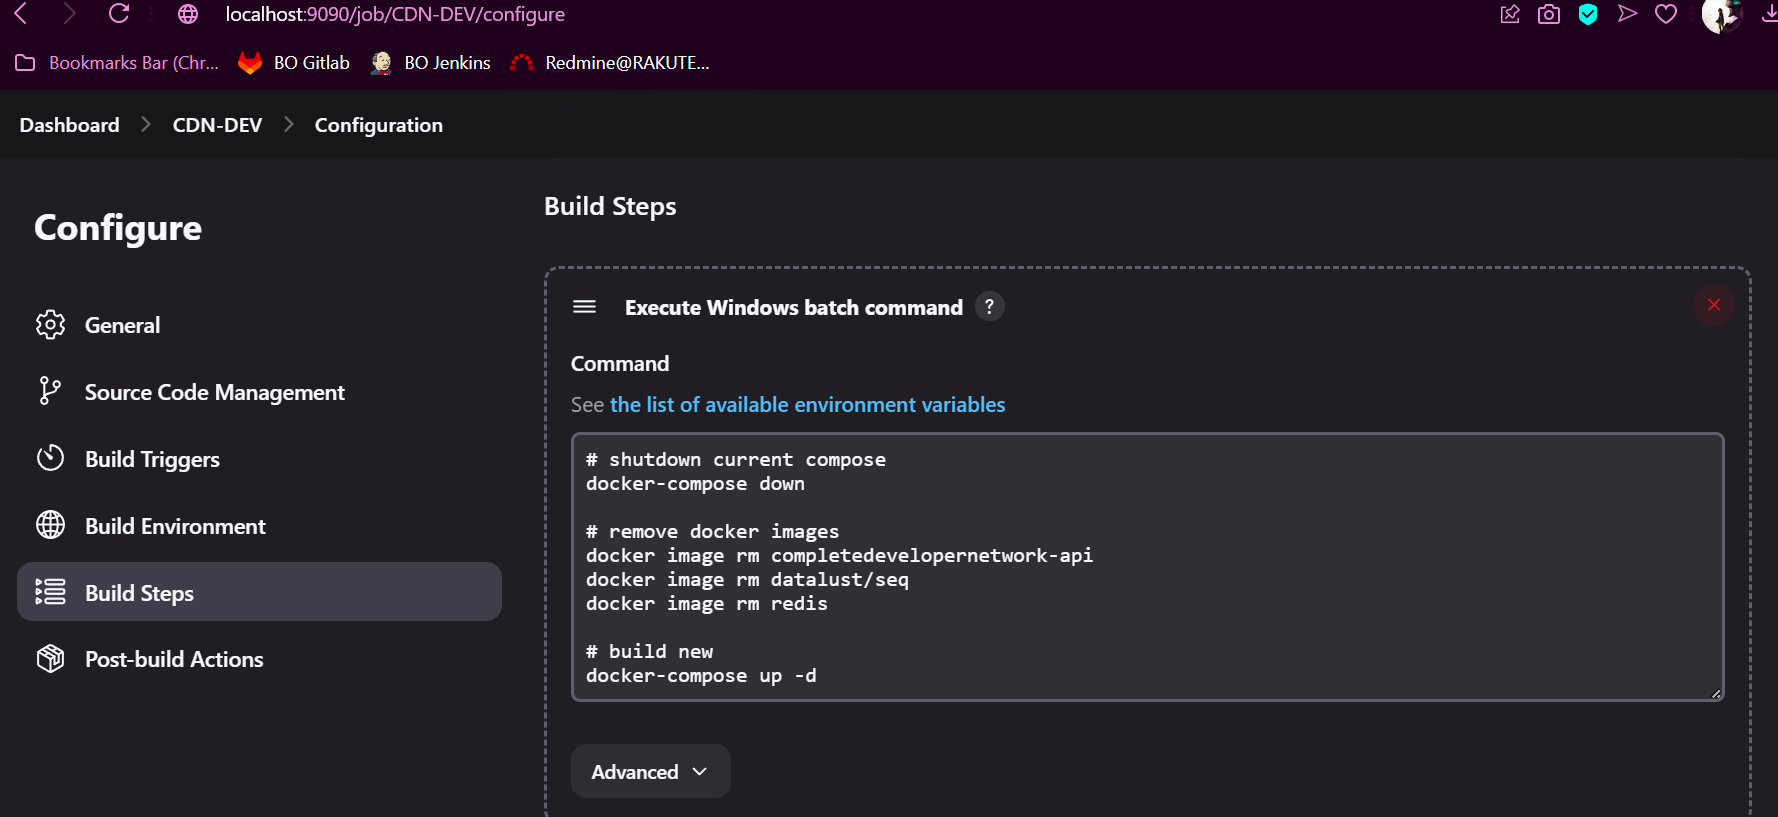 localhost:9090/job/CDN-DEV/configure
Bookmarks Bar (Chr... BO Gitlab BO Jenkins Redmine@RAKUTE...
Dashboard CDN-DEV Configuration
Configure
General
Source Code Management
Build Triggers
Build Environment
Build Steps
Post-build Actions
Build Steps
Execute Windows batch command ?
Command
See the list of available environment variables
# shutdown current compose
docker-compose down
# remove docker images
docker image rm completedevelopernetwork-api
docker image rm datalust/seq
docker image rm redis
# build new
docker-compose up -d
Advanced